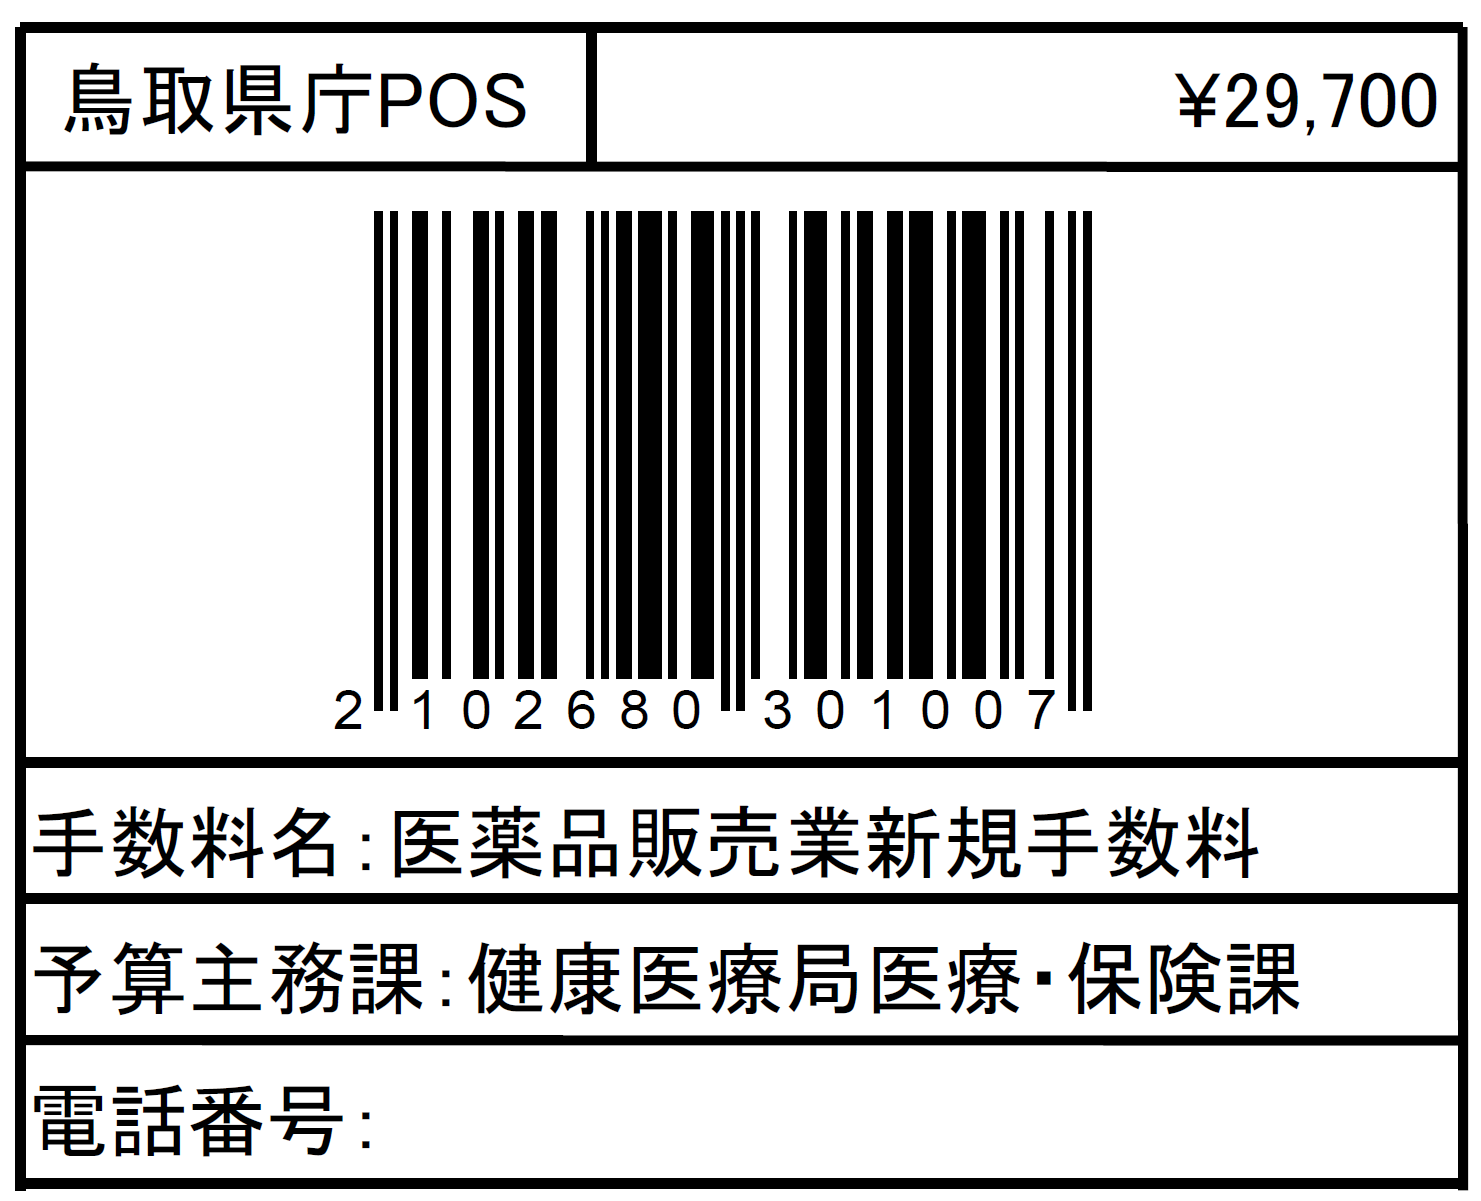 鳥取県庁POS ¥29,700
2 102680 301007
手数料名:医薬品販売業新規手数料
予算主務課:健康医療局医療・保険課
電話番号: